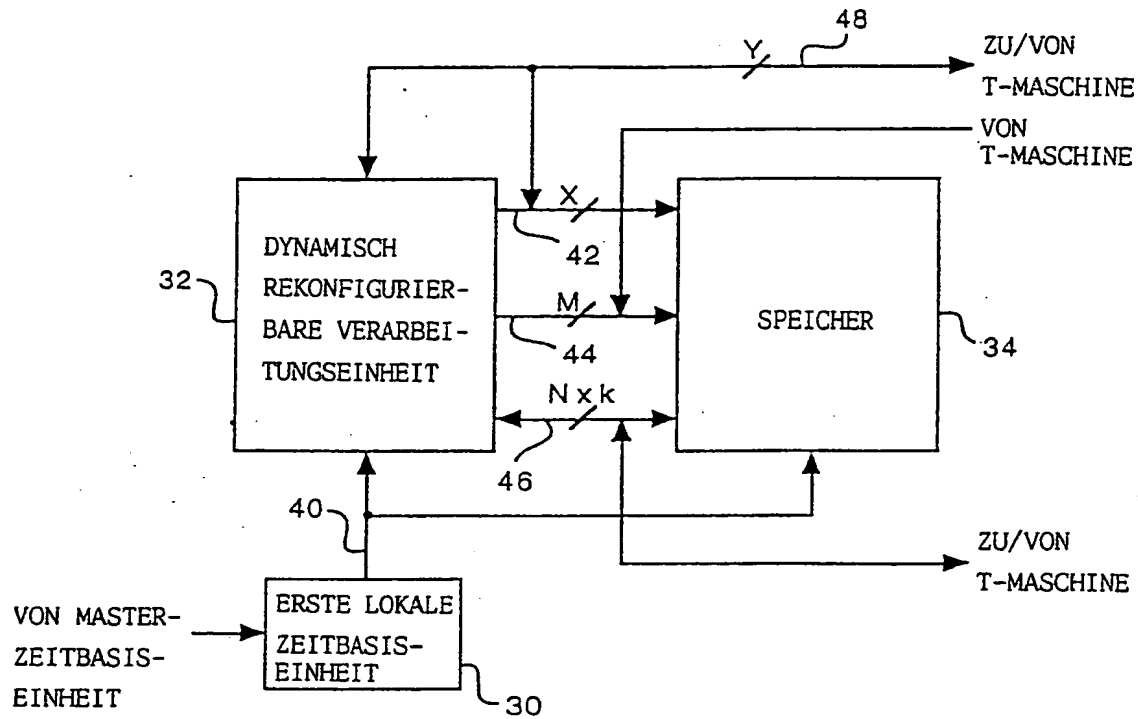 Y
48
ZU/VON
T-MASCHINE
VON
T-MASCHINE
X
42
32
DYNAMISCH
REKONFIGURIER-
BARE VERARBEI-
TUNGSEINHEIT
M
44
SPEICHER
34
N x k
46
40
ZU/VON
T-MASCHINE
VON MASTER-
ZEITBASIS-
EINHEIT
ERSTE LOKALE
ZEITBASIS-
EINHEIT
30